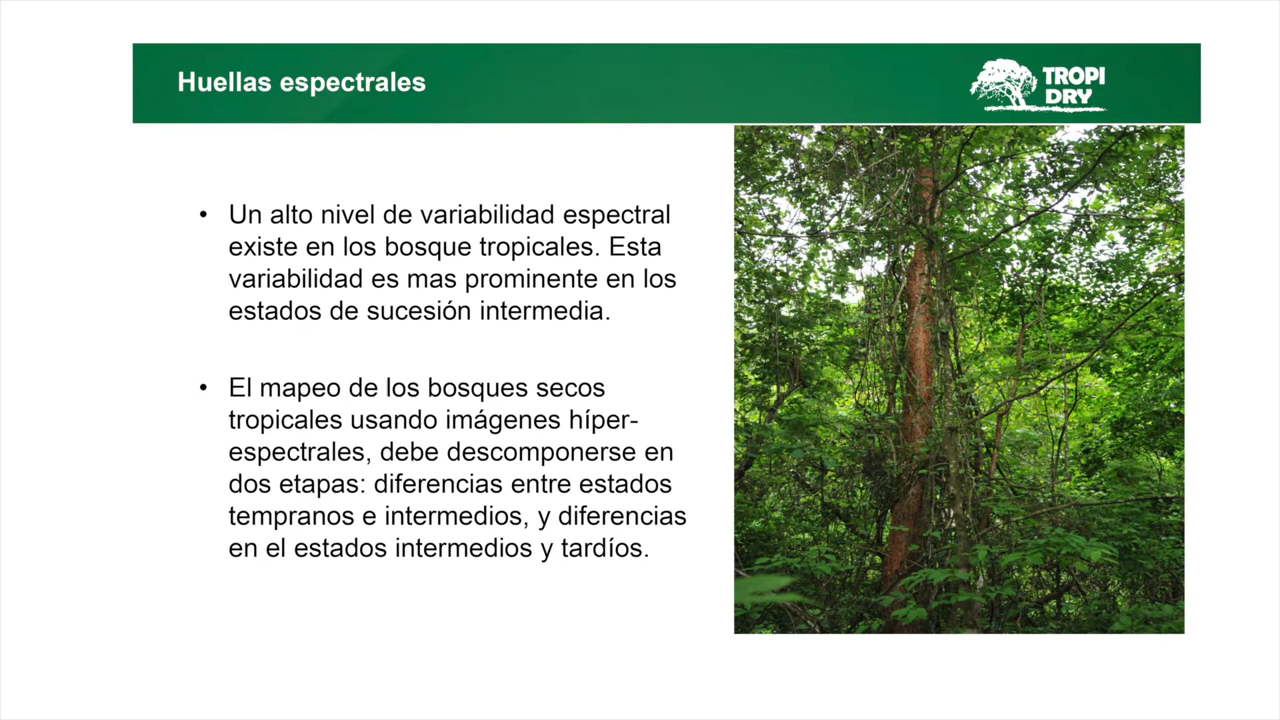 Huellas espectrales
TROPI
DRY
• Un alto nivel de variabilidad espectral
existe en los bosque tropicales. Esta
variabilidad es mas prominente en los
estados de sucesión intermedia.
• El mapeo de los bosques secos
tropicales usando imágenes híper-
espectrales, debe descomponerse en
dos etapas: diferencias entre estados
tempranos e intermedios, y diferencias
en el estados intermedios y tardíos.